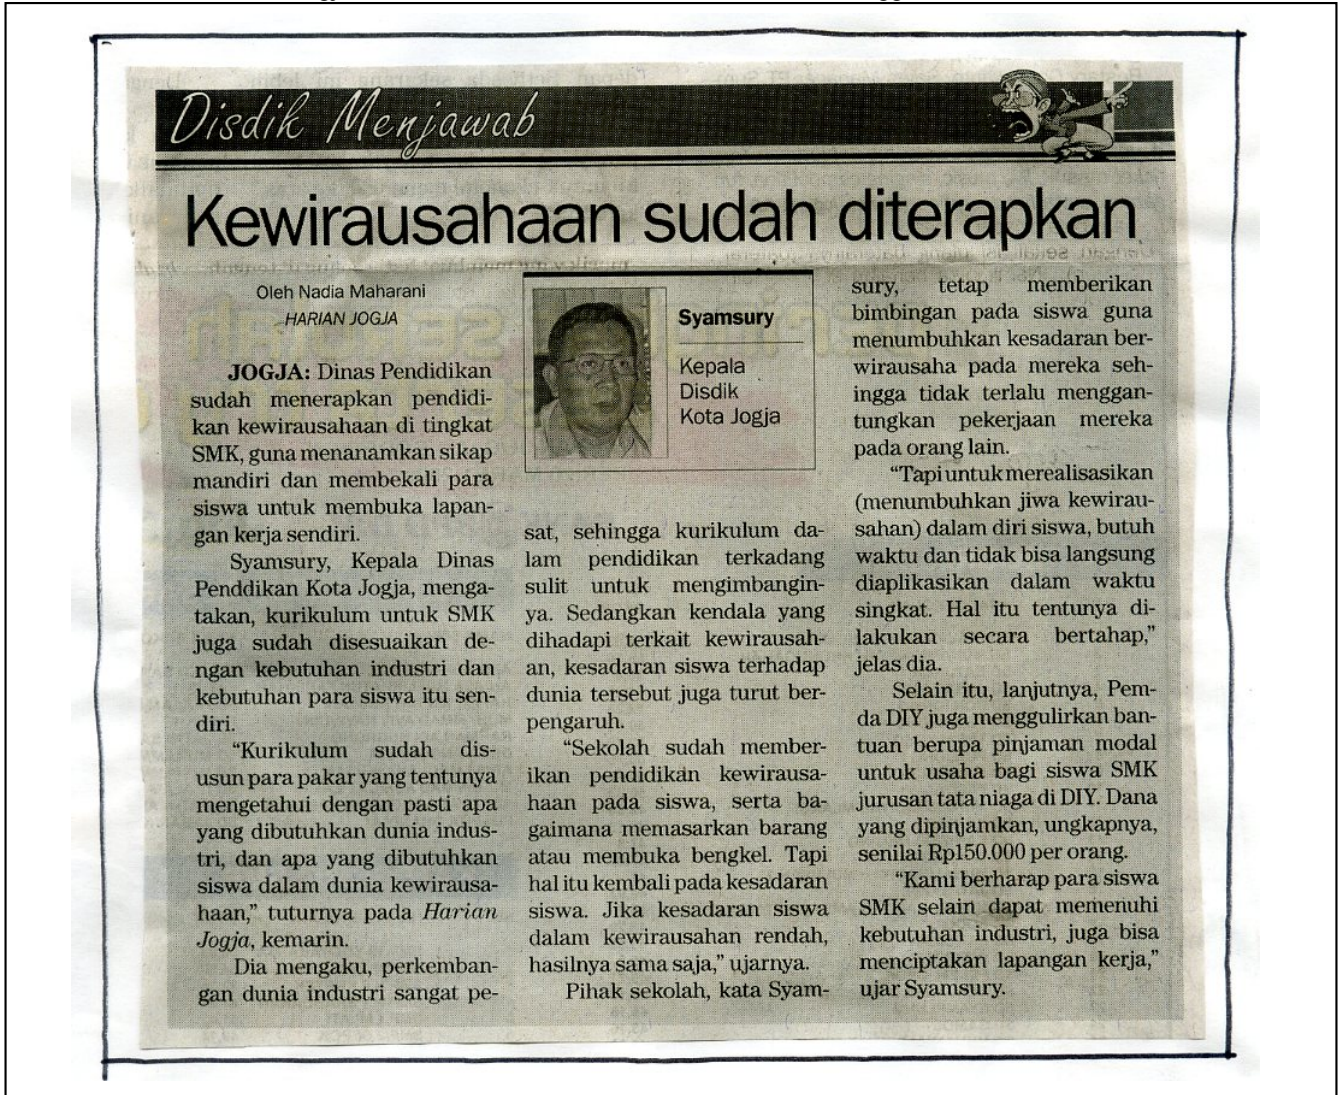 Disdik Menjawab
Kewirausahaan sudah diterapkan
Oleh Nadia Maharani
HARIAN JOGJA
JOGJA: Dinas Pendidikan
sudah menerapkan pendidi-
kan kewirausahaan di tingkat
SMK, guna menanamkan sikap
mandiri dan membekali para
siswa untuk membuka lapan-
gan kerja sendiri.
Syamsury, Kepala Dinas
Penddikan Kota Jogja, menga-
takan, kurikulum untuk SMK
juga sudah disesuaikan de-
ngan kebutuhan industri dan
kebutuhan para siswa itu sen-
diri.
“Kurikulum sudah dis-
usun para pakar yang tentunya
mengetahui dengan pasti apa
yang dibutuhkan dunia indus-
tri, dan apa yang dibutuhkan
siswa dalam dunia kewirausa-
haan,” tuturnya pada Harian
Jogja, kemarin.
Dia mengaku, perkemban-
gan dunia industri sangat pe-
Syamsury
Kepala
Disdik
Kota Jogja
sat, sehingga kurikulum da-
lam pendidikan terkadang
sulit untuk mengimbangin-
ya. Sedangkan kendala yang
dihadapi terkait kewirausah-
an, kesadaran siswa terhadap
dunia tersebut juga turut ber-
pengaruh.
“Sekolah sudah member-
ikan pendidikan kewirausa-
haan pada siswa, serta ba-
gaimana memasarkan barang
atau membuka bengkel. Tapi
hal itu kembali pada kesadaran
siswa. Jika kesadaran siswa
dalam kewirausahan rendah,
hasilnya sama saja,” ujarnya.
Pihak sekolah, kata Syam-
sury, tetap memberikan
bimbingan pada siswa guna
menumbuhkan kesadaran ber-
wirausaha pada mereka seh-
ingga tidak terlalu menggan-
tungkan pekerjaan mereka
pada orang lain.
“Tapi untuk merealisasikan
(menumbuhkan jiwa kewirau-
sahan) dalam diri siswa, butuh
waktu dan tidak bisa langsung
diaplikasikan dalam waktu
singkat. Hal itu tentunya di-
lakukan secara bertahap,”
jelas dia.
Selain itu, lanjutnya, Pem-
da DIY juga menggulirkan ban-
tuan berupa pinjaman modal
untuk usaha bagi siswa SMK
jurusan tata niaga di DIY. Dana
yang dipinjamkan, ungkapnya,
senilai Rp150.000 per orang.
“Kami berharap para siswa
SMK selain dapat memenuhi
kebutuhan industri, juga bisa
menciptakan lapangan kerja,”
ujar Syamsury.